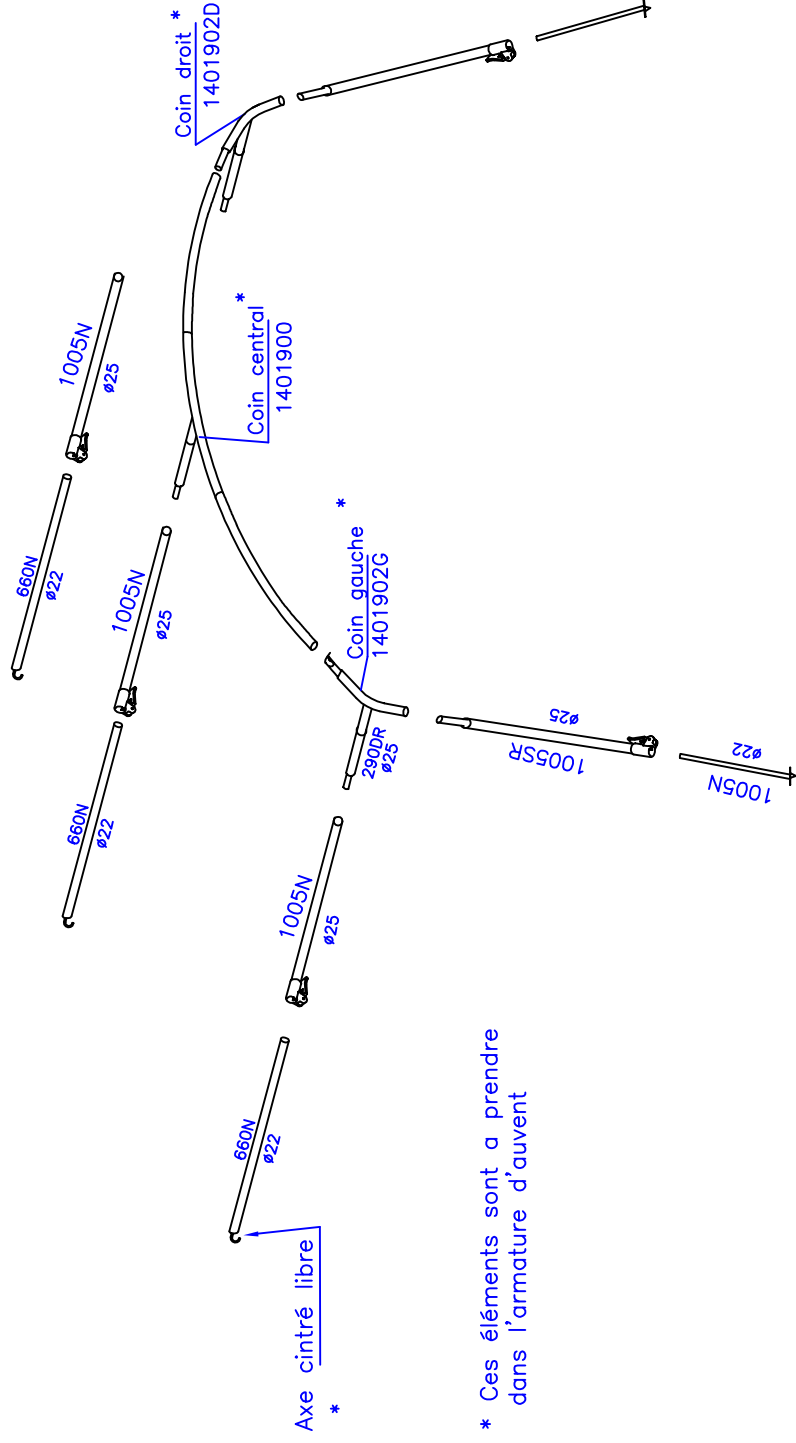 Coin droit *
1401902D
1005N
ø25
660N
ø22
*
Coin central
1401900
1005N
ø25
660N
ø22
*
Coin gauche
1401902G
290DR
ø25
1005N
ø25
660N
ø22
1005SR
ø25
1005N
ø22
Axe cintré libre
*
* Ces éléments sont a prendre
dans l'armature d'auvent